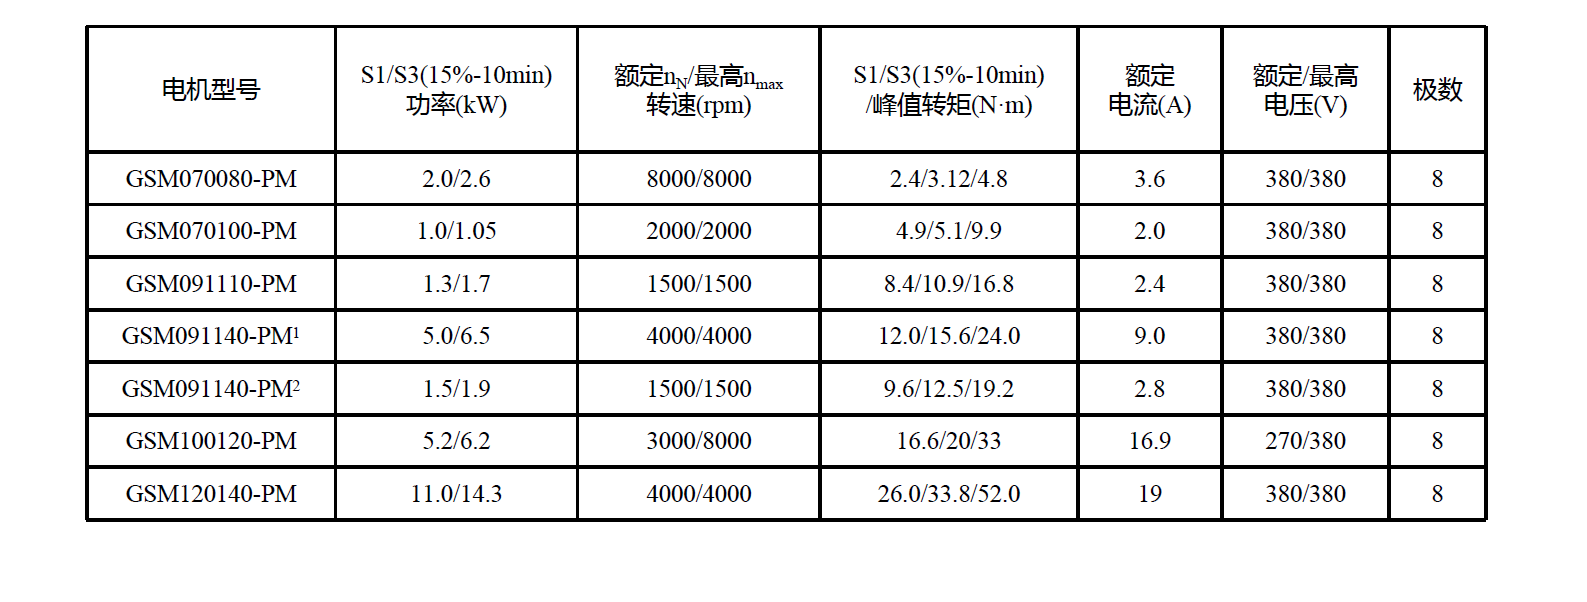 电机型号 S1/S3(15%-10min) 额定nN/最高nmax S1/S3(15%-10min) 额定 额定/最高 极数
功率(kW) 转速(rpm) /峰值转矩(N·m) 电流(A) 电压(V)
GSM070080-PM 2.0/2.6 8000/8000 2.4/3.12/4.8 3.6 380/380 8
GSM070100-PM 1.0/1.05 2000/2000 4.9/5.1/9.9 2.0 380/380 8
GSM091110-PM 1.3/1.7 1500/1500 8.4/10.9/16.8 2.4 380/380 8
GSM091140-PM¹ 5.0/6.5 4000/4000 12.0/15.6/24.0 9.0 380/380 8
GSM091140-PM² 1.5/1.9 1500/1500 9.6/12.5/19.2 2.8 380/380 8
GSM100120-PM 5.2/6.2 3000/8000 16.6/20/33 16.9 270/380 8
GSM120140-PM 11.0/14.3 4000/4000 26.0/33.8/52.0 19 380/380 8